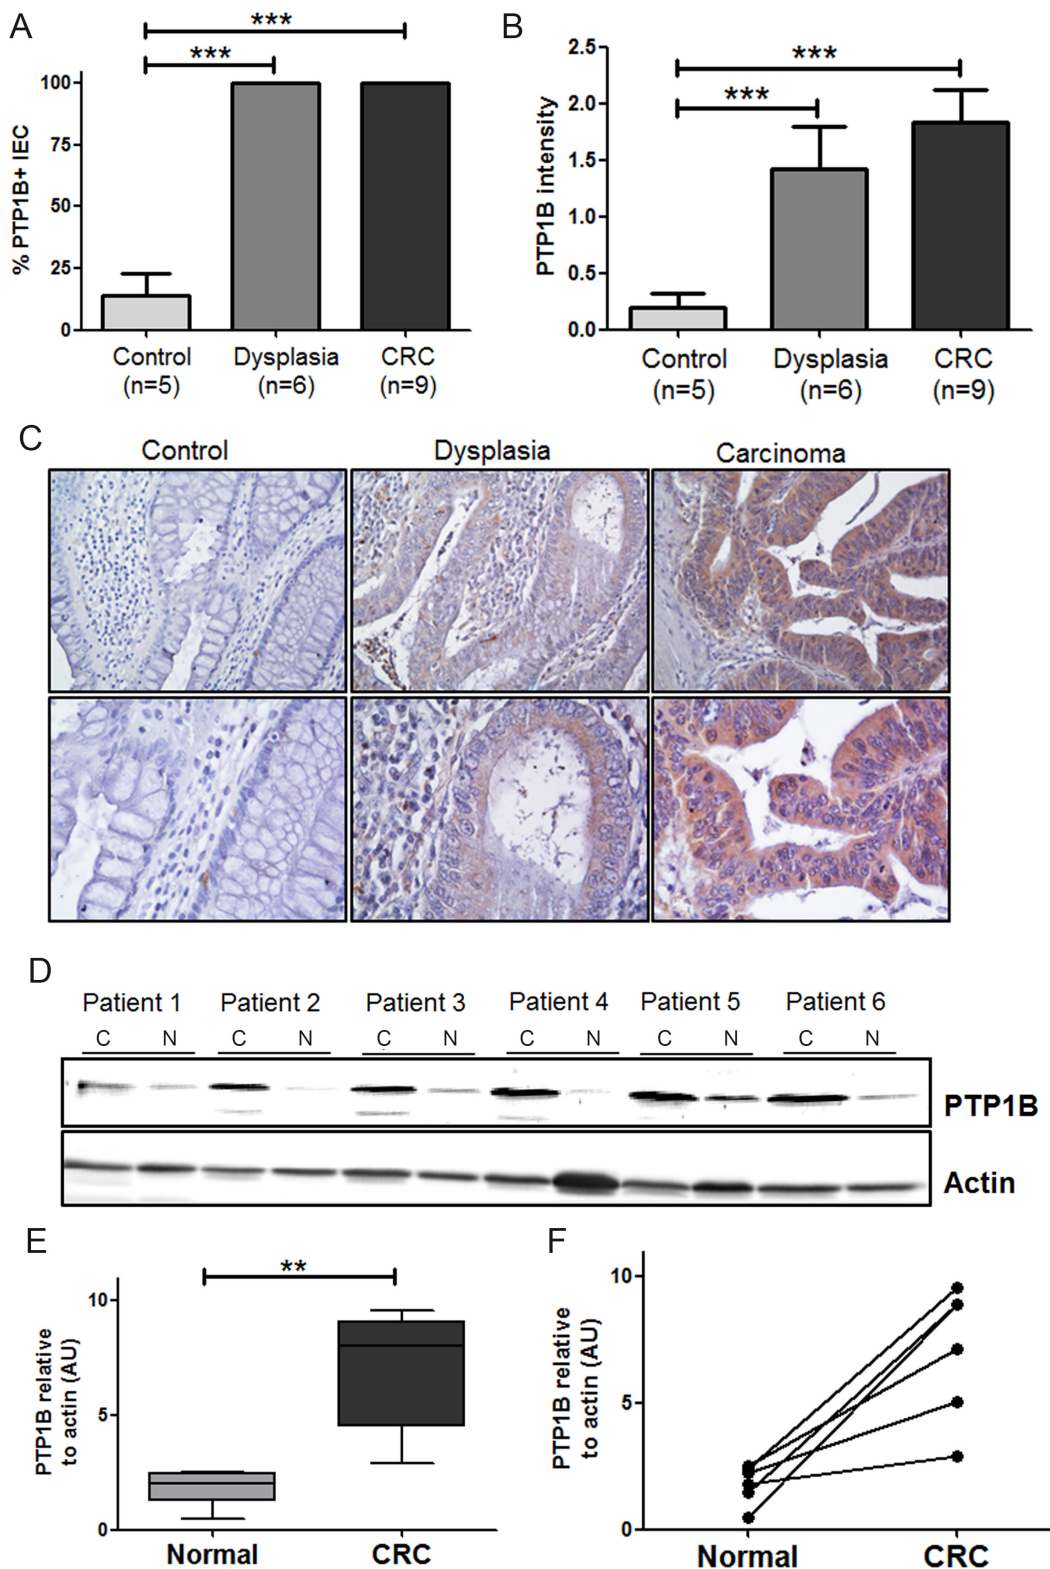 A
***
***
% PTP1B+ IEC
100
75
50
25
0
Control
(n=5)
Dysplasia
(n=6)
CRC
(n=9)
B
***
***
PTP1B intensity
2.5
2.0
1.5
1.0
0.5
0.0
Control
(n=5)
Dysplasia
(n=6)
CRC
(n=9)
C
Control
Dysplasia
Carcinoma
D
Patient 1
Patient 2
Patient 3
Patient 4
Patient 5
Patient 6
C N C N C N C N C N C N
PTP1B
Actin
E
**
PTP1B relative
to actin (AU)
10
5
0
Normal
CRC
F
PTP1B relative
to actin (AU)
10
5
0
Normal
CRC